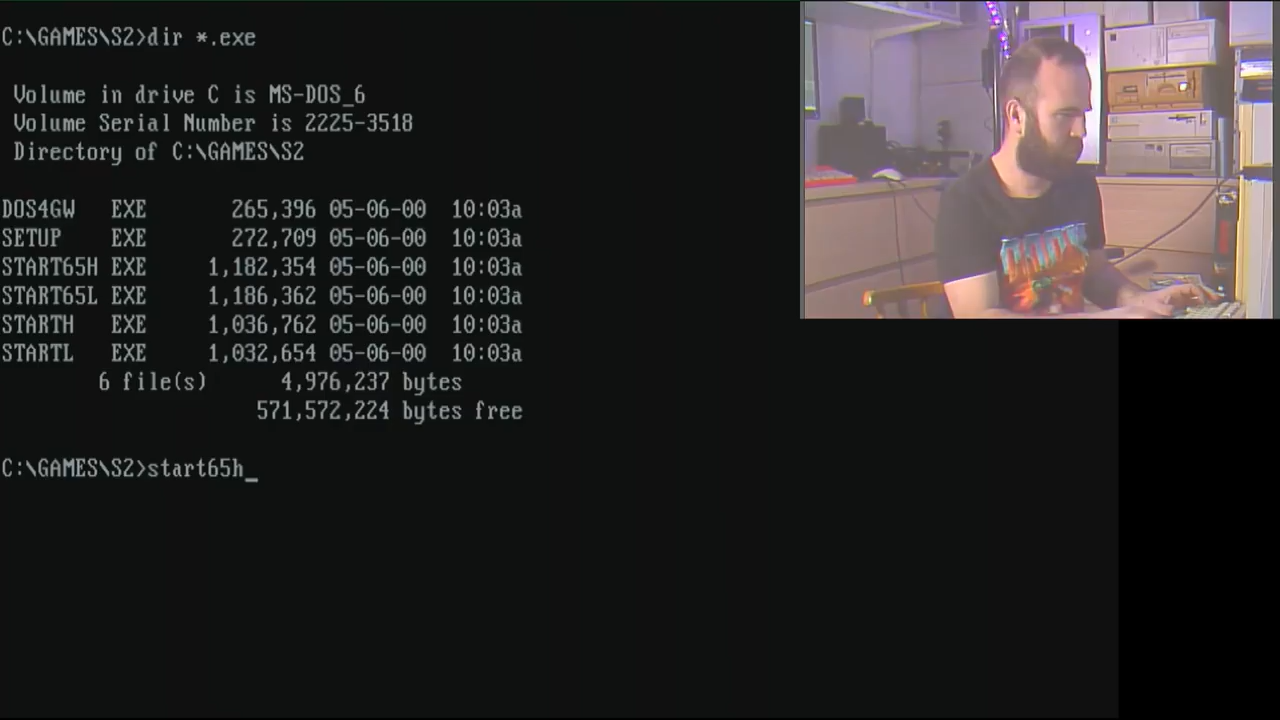 C:\GAMES\S2>dir *.exe
Volume in drive C is MS-DOS_6
Volume Serial Number is 2225-3518
Directory of C:\GAMES\S2
DOS4GW EXE 265,396 05-06-00 10:03a
SETUP EXE 272,709 05-06-00 10:03a
START65H EXE 1,182,354 05-06-00 10:03a
START65L EXE 1,186,362 05-06-00 10:03a
STARTH EXE 1,036,762 05-06-00 10:03a
STARTL EXE 1,032,654 05-06-00 10:03a
6 file(s) 4,976,237 bytes
571,572,224 bytes free
C:\GAMES\S2>start65h_